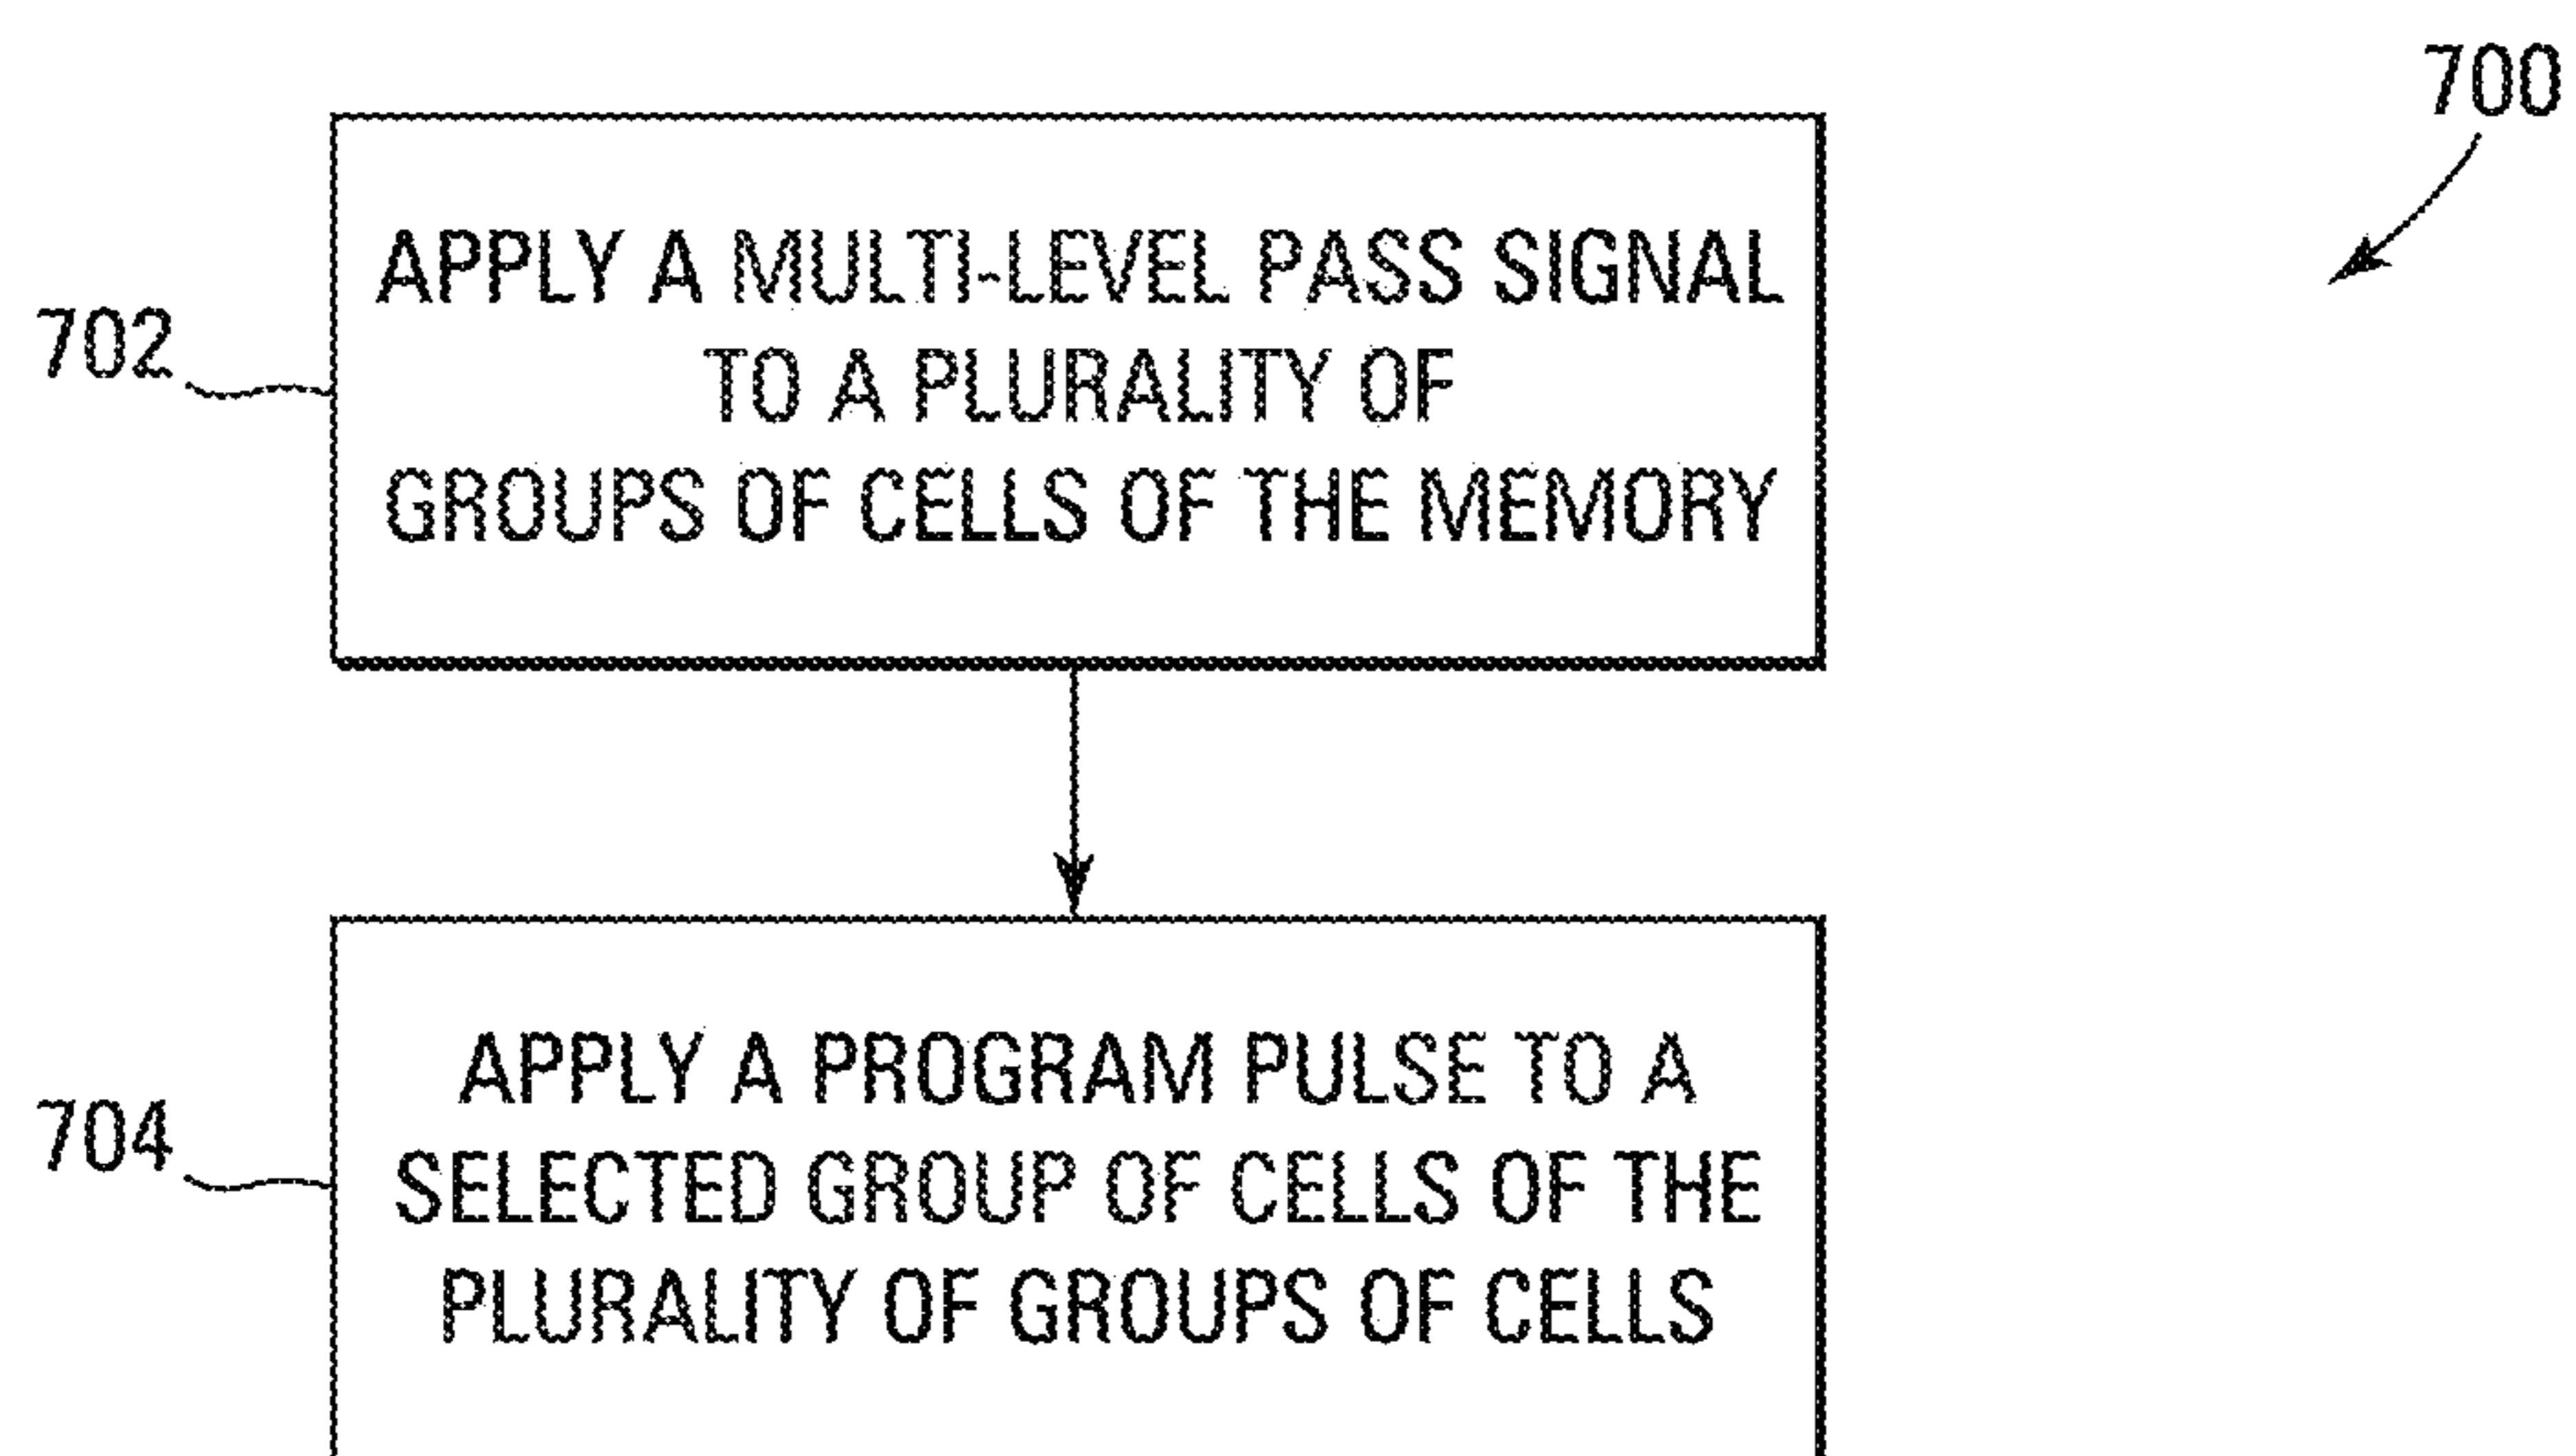 700
702
APPLY A MULTI-LEVEL PASS SIGNAL
TO A PLURALITY OF
GROUPS OF CELLS OF THE MEMORY
704
APPLY A PROGRAM PULSE TO A
SELECTED GROUP OF CELLS OF THE
PLURALITY OF GROUPS OF CELLS